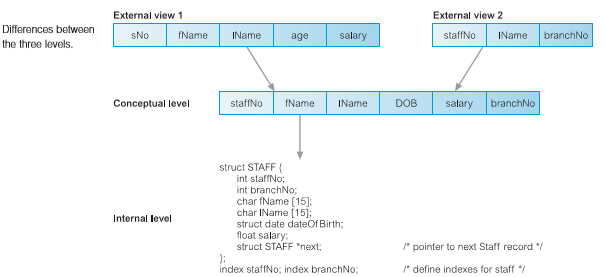 External view 1
External view 2
Differences between
the three levels.
sNo fName lName age salary
staffNo lName branchNo
Conceptual level
staffNo fName lName DOB salary branchNo
Internal level
struct STAFF {
int staffNo;
int branchNo;
char fName [15];
char lName [15];
struct date dateOfBirth;
float salary;
struct STAFF *next; /* pointer to next Staff record */
};
index staffNo; index branchNo; /* define indexes for staff */